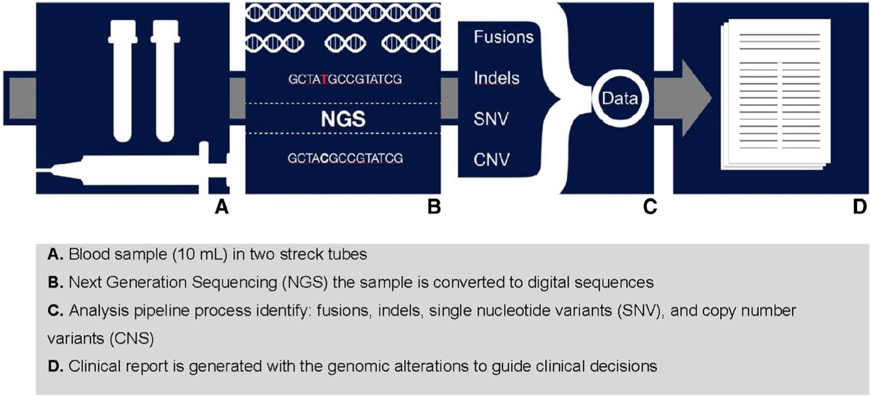 Fusions
GCTATGCCGTATCG
Indels
Data
NGS
SNV
GCTACGCCGTATCG
CNV
A
B
C
D
A. Blood sample (10 mL) in two streck tubes
B. Next Generation Sequencing (NGS) the sample is converted to digital sequences
C. Analysis pipeline process identify: fusions, indels, single nucleotide variants (SNV), and copy number
variants (CNS)
D. Clinical report is generated with the genomic alterations to guide clinical decisions